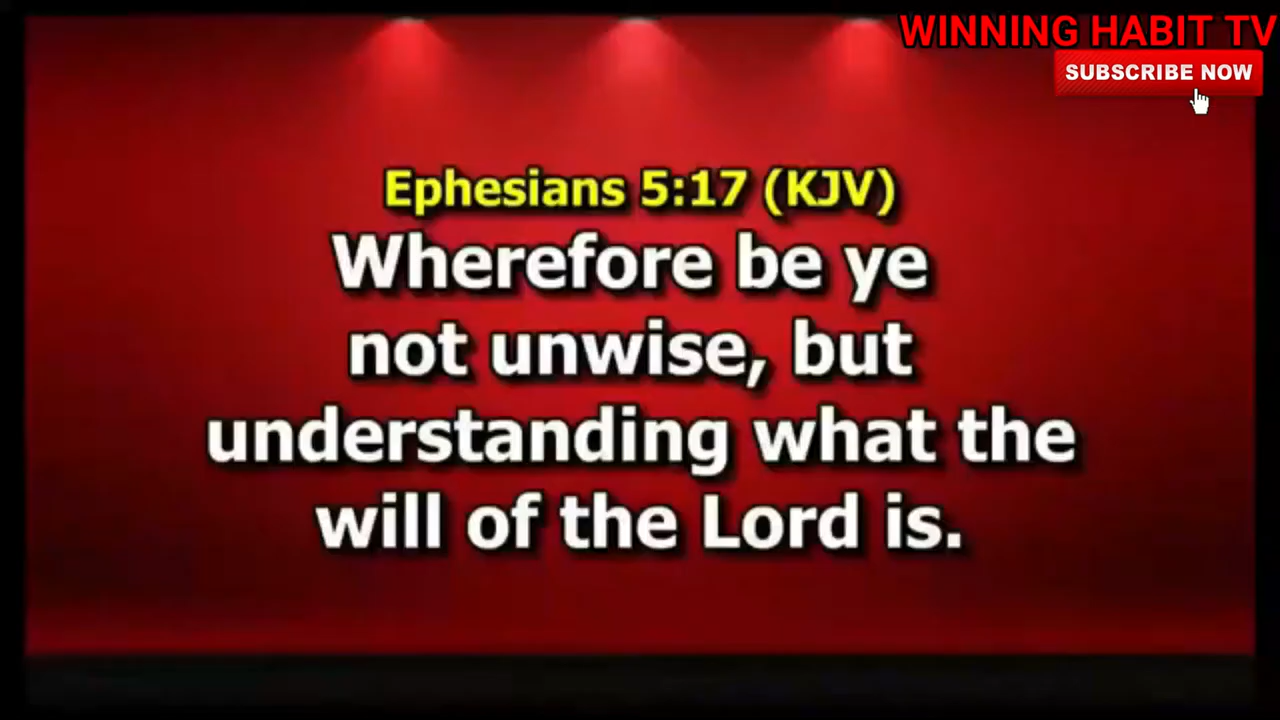 WINNING HABIT TV
SUBSCRIBE NOW
Ephesians 5:17 (KJV)
Wherefore be ye
not unwise, but
understanding what the
will of the Lord is.